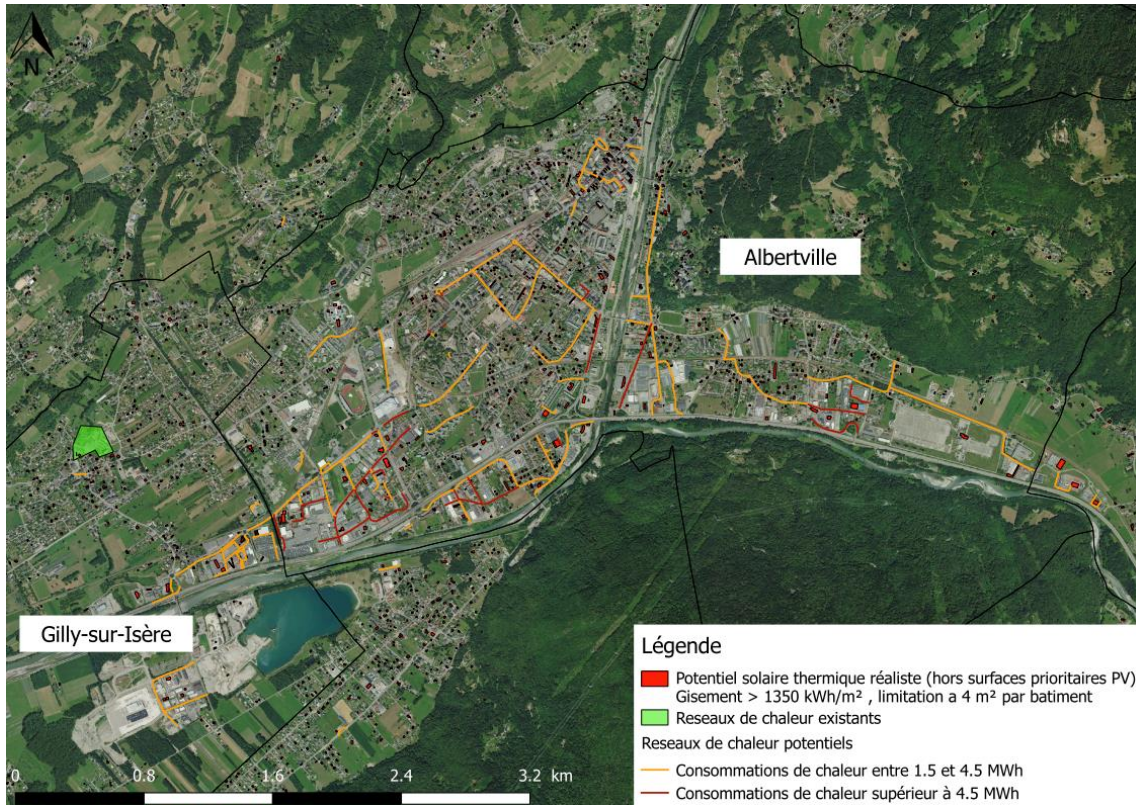 N
Albertville
Gilly-sur-Isère
Légende
Potentiel solaire thermique réaliste (hors surfaces prioritaires PV)
Gisement > 1350 kWh/m² , limitation a 4 m² par batiment
Reseaux de chaleur existants
Reseaux de chaleur potentiels
Consommations de chaleur entre 1.5 et 4.5 MWh
Consommations de chaleur supérieur à 4.5 MWh
0 0.8 1.6 2.4 3.2 km